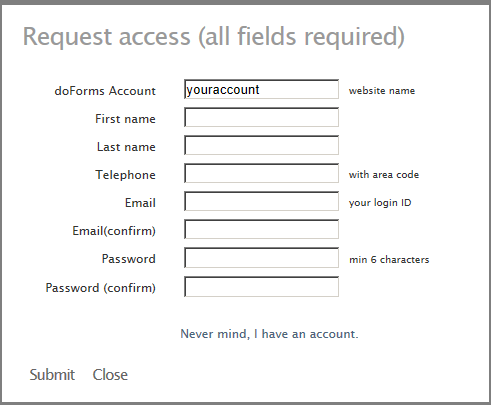 Request access (all fields required)
doForms Account youraccount website name
First name
Last name
Telephone with area code
Email your login ID
Email(confirm)
Password min 6 characters
Password (confirm)
Never mind, I have an account.
Submit Close